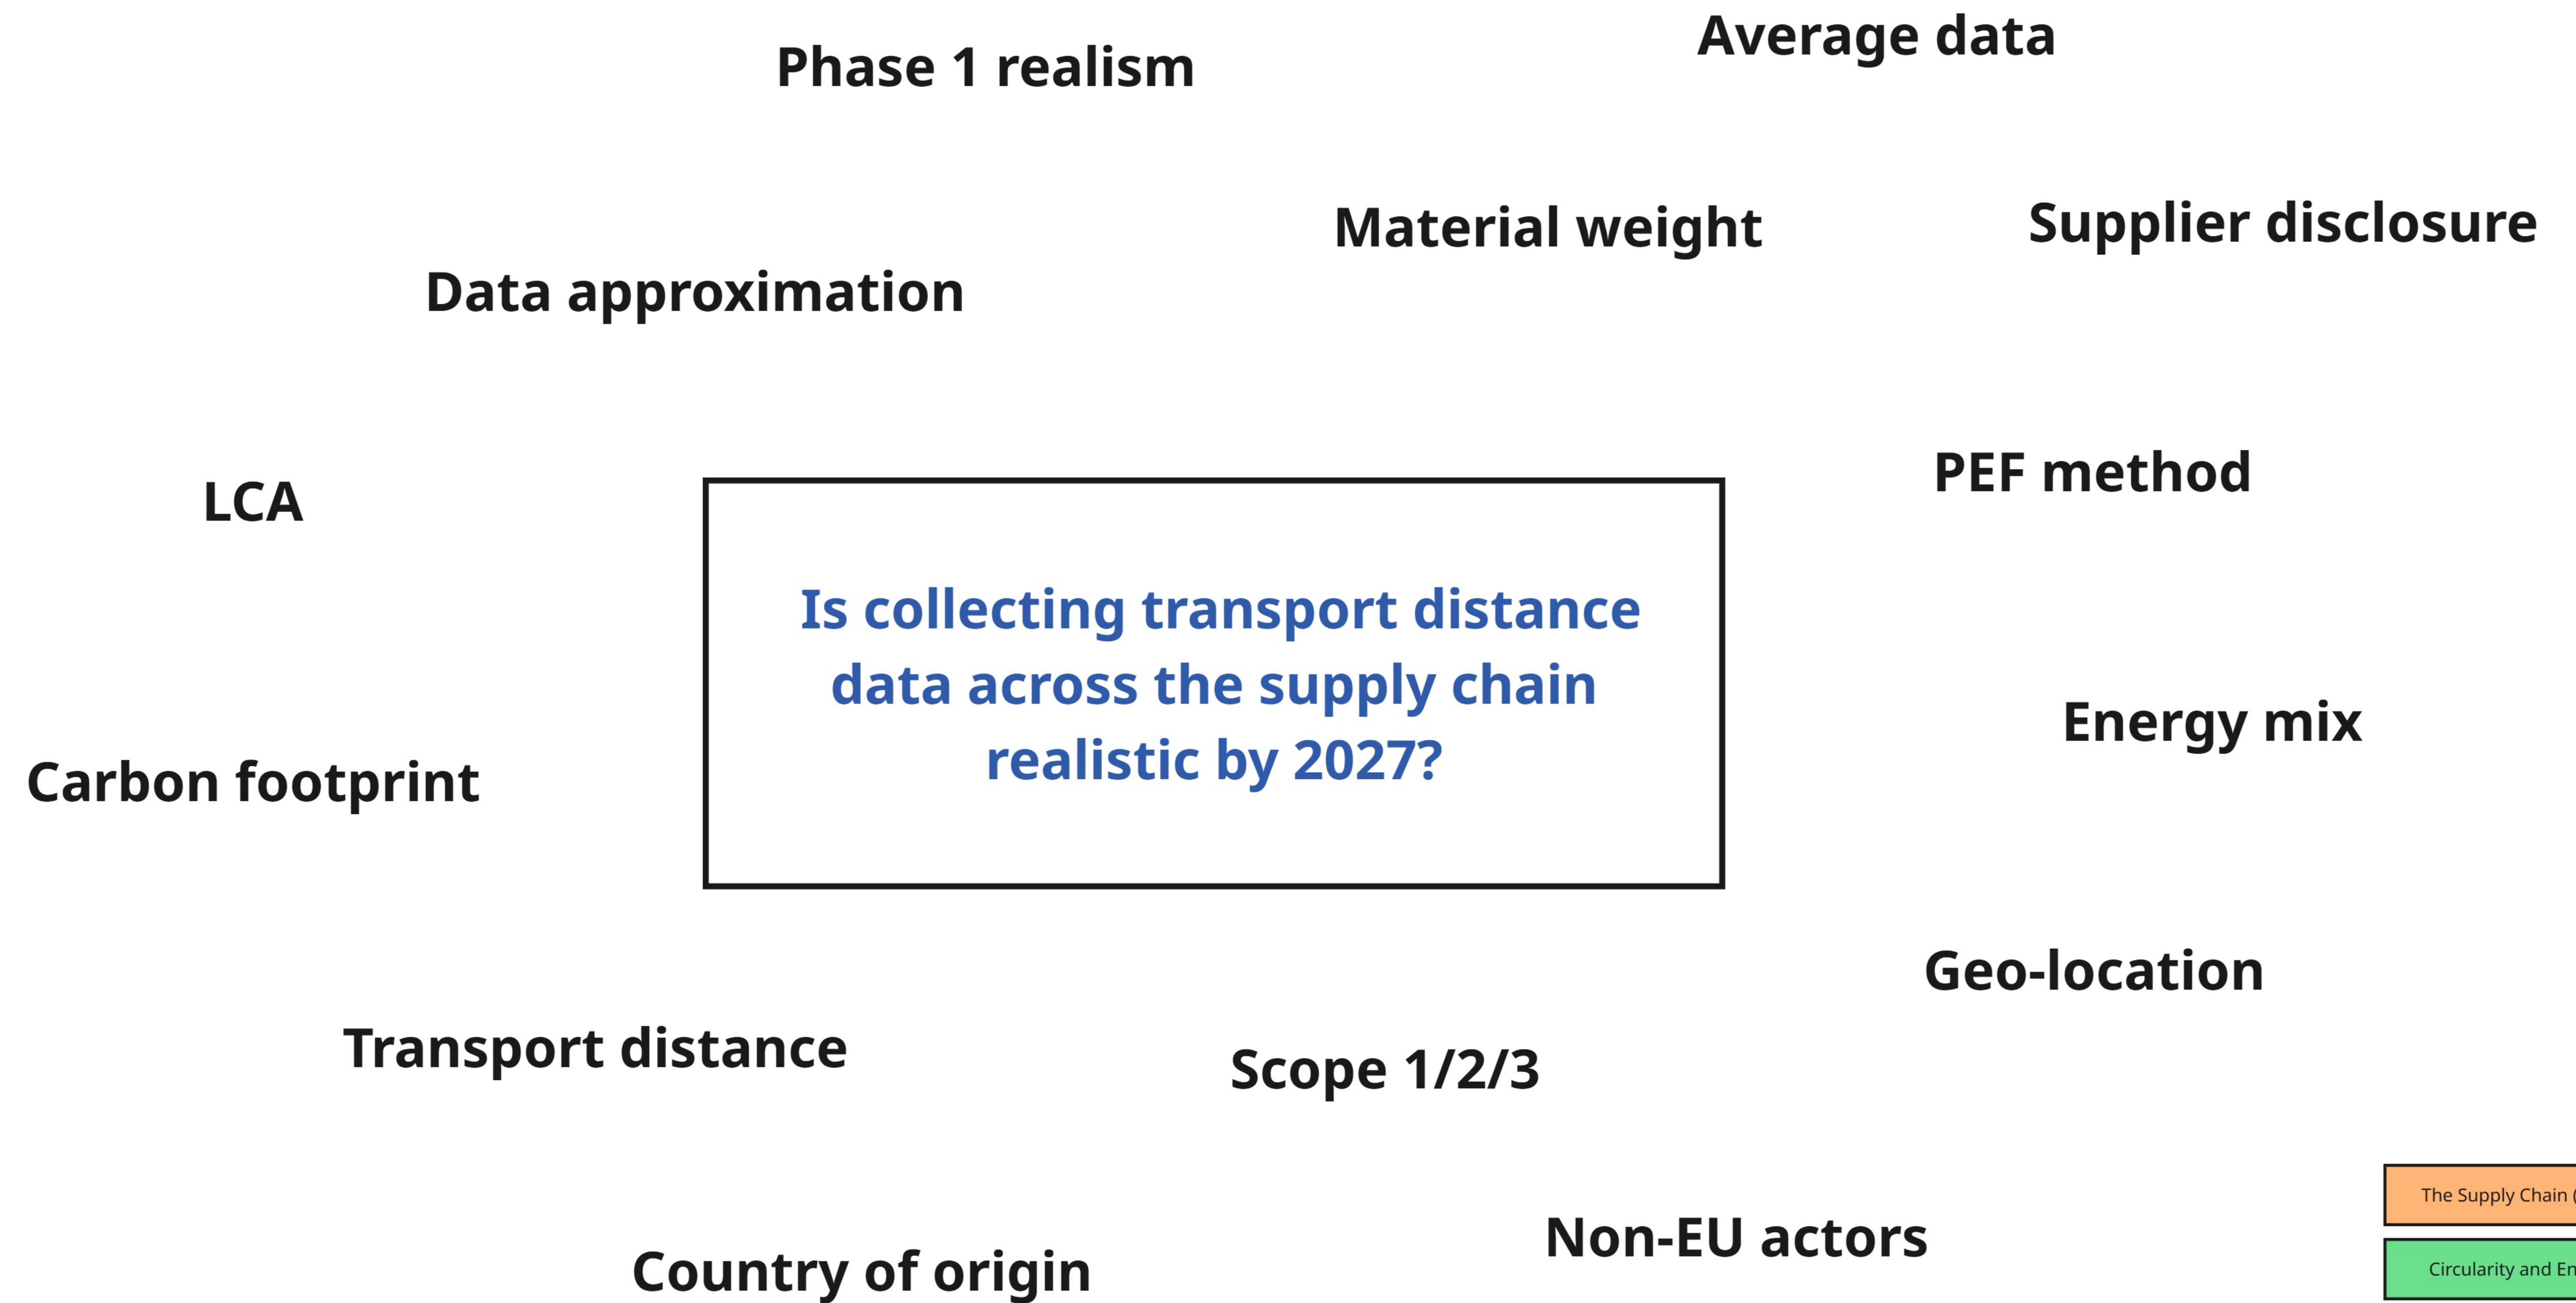 Average data
Phase 1 realism
Material weight
Supplier disclosure
Data approximation
PEF method
LCA
Is collecting transport distance
data across the supply chain
realistic by 2027?
Energy mix
Carbon footprint
Geo-location
Transport distance
Scope 1/2/3
The Supply Chain (
Non-EU actors
Country of origin
Circularity and En